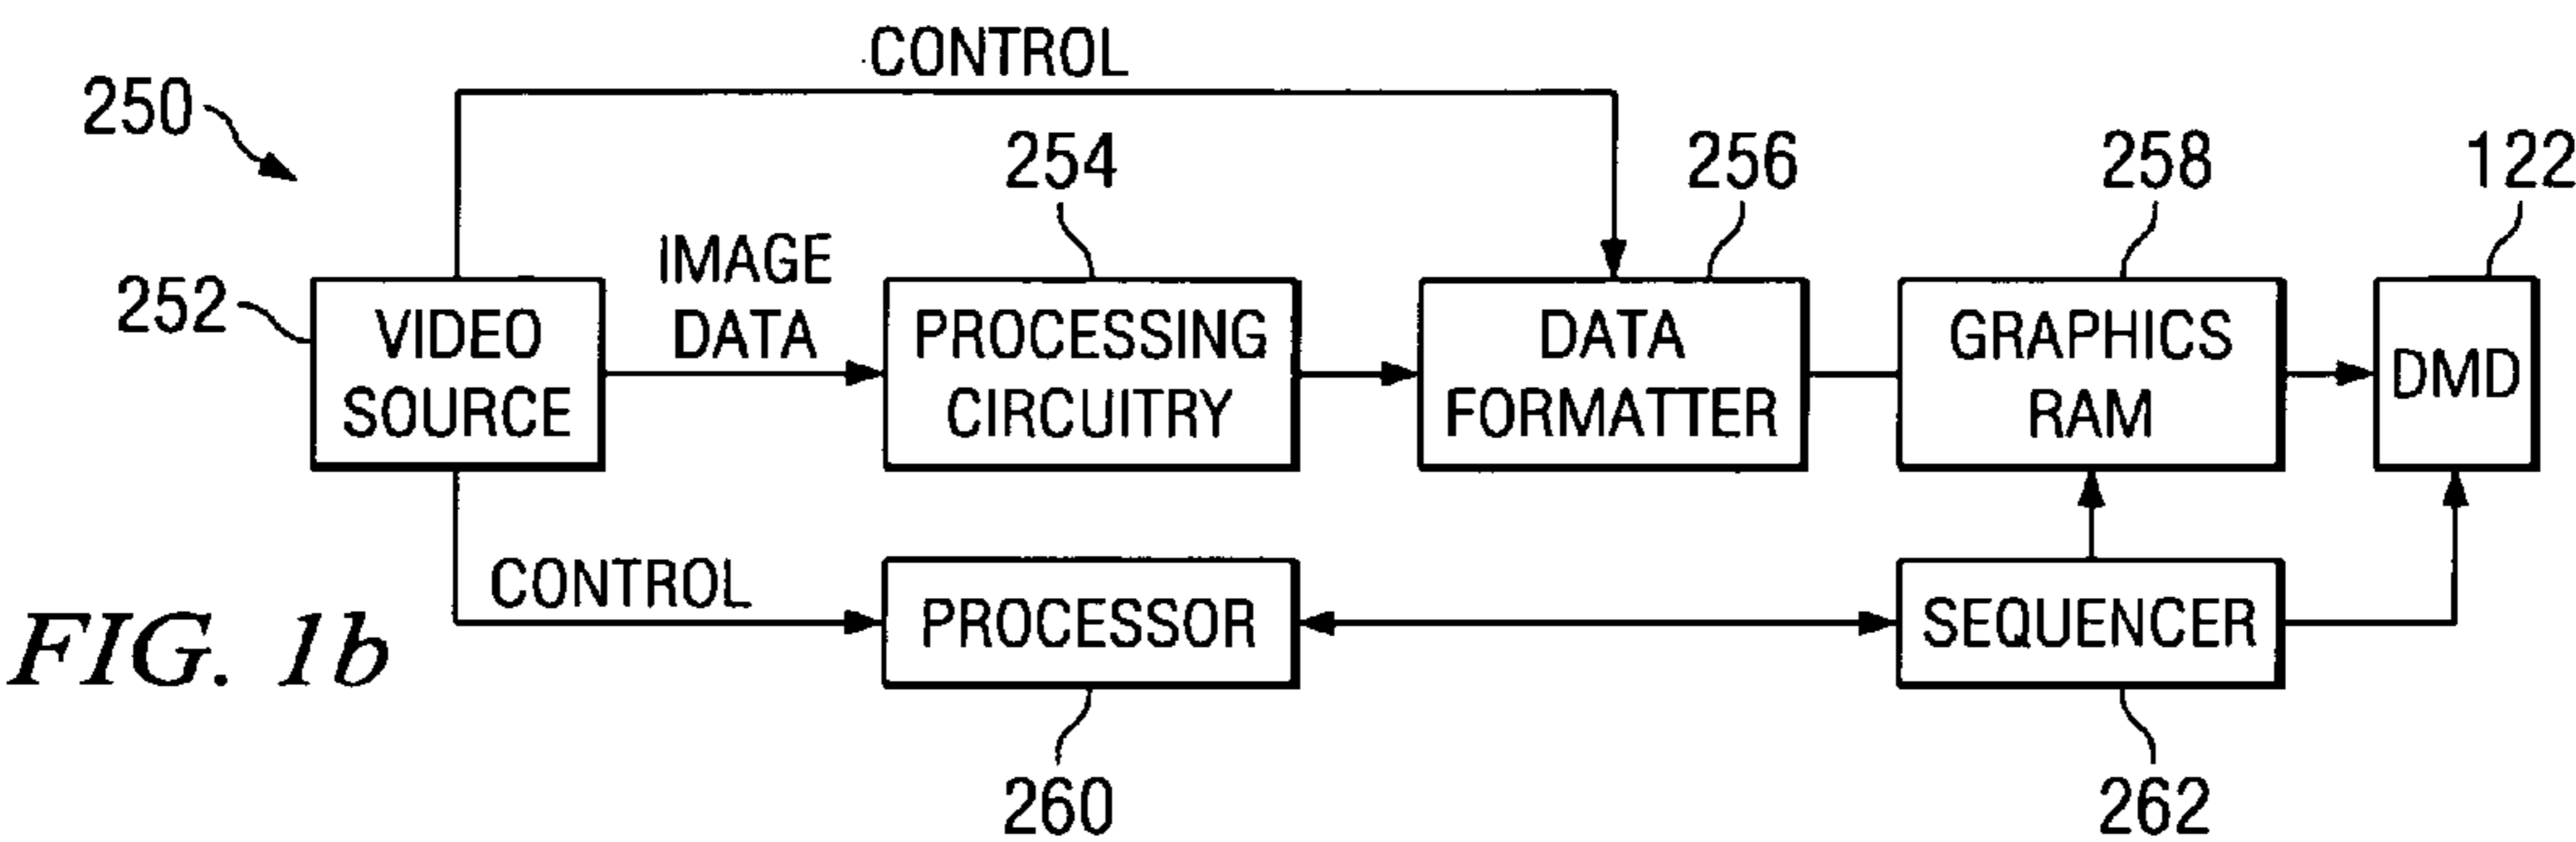 CONTROL
250
254
256
258
122
IMAGE
DATA
252
VIDEO
SOURCE
PROCESSING
CIRCUITRY
DATA
FORMATTER
GRAPHICS
RAM
DMD
CONTROL
PROCESSOR
SEQUENCER
FIG. 1b
260
262